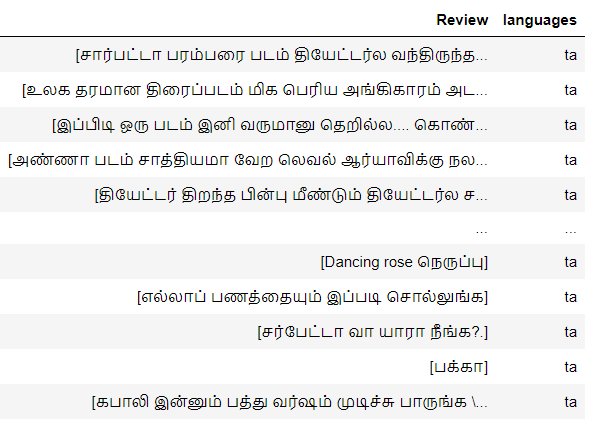 Review languages
[சார்பட்டா பரம்பரை படம் தியேட்டர்ல வந்திருந்த... ta
[உலக தரமான திரைப்படம் மிக பெரிய அங்கிகாரம் அட... ta
[இப்பிடி ஒரு படம் இனி வருமானு தெறில்ல.... கொண்... ta
[அண்ணா படம் சாத்தியமா வேற லெவல் ஆர்யாவிக்கு நல... ta
[தியேட்டர் திறந்த பின்பு மீண்டும் தியேட்டர்ல ச... ta
... ...
[Dancing rose நெருப்பு] ta
[எல்லாப் பணத்தையும் இப்படி சொல்லுங்க] ta
[சர்பேட்டா வா யாரா நீங்க?.] ta
[பக்கா] ta
[கபாலி இன்னும் பத்து வர்ஷம் முடிச்சு பாருங்க \... ta